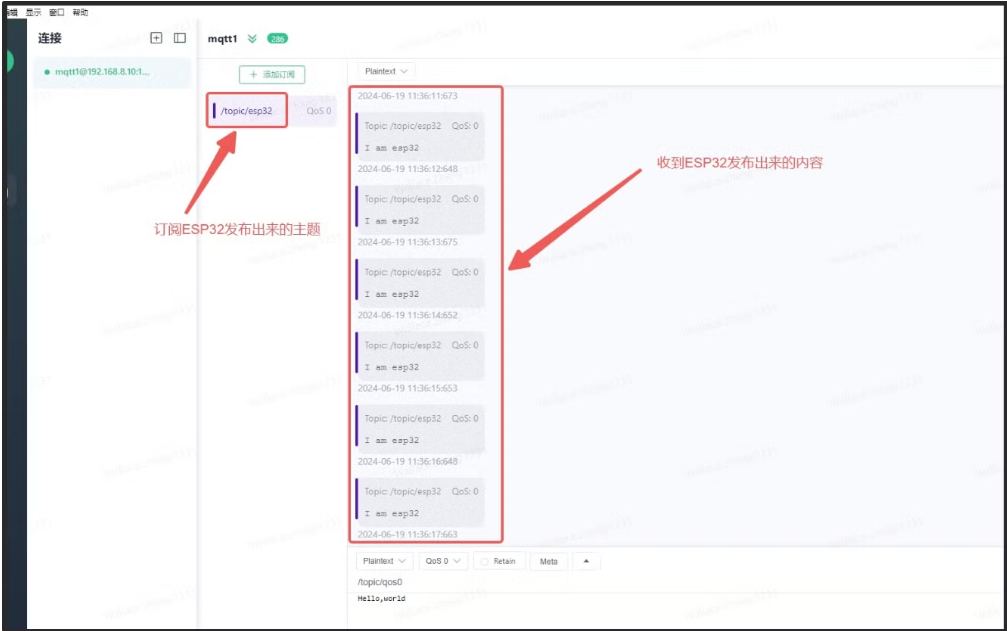 显示 窗口 帮助
连接
mqtt1@192.168.8.10:1...
mqtt1 286
添加订阅
/topic/esp32 QoS 0
Plaintext
2024-06-19 11:36:11:673
Topic: /topic/esp32 QoS: 0
I am esp32
2024-06-19 11:36:12:648
Topic: /topic/esp32 QoS: 0
I am esp32
2024-06-19 11:36:13:675
Topic: /topic/esp32 QoS: 0
I am esp32
2024-06-19 11:36:14:652
Topic: /topic/esp32 QoS: 0
I am esp32
2024-06-19 11:36:15:653
Topic: /topic/esp32 QoS: 0
I am esp32
2024-06-19 11:36:16:648
Topic: /topic/esp32 QoS: 0
I am esp32
2024-06-19 11:36:17:663
订阅ESP32发布出来的主题
收到ESP32发布出来的内容
Plaintext QoS 0 Retain Meta
/topic/qos0
Hello,world